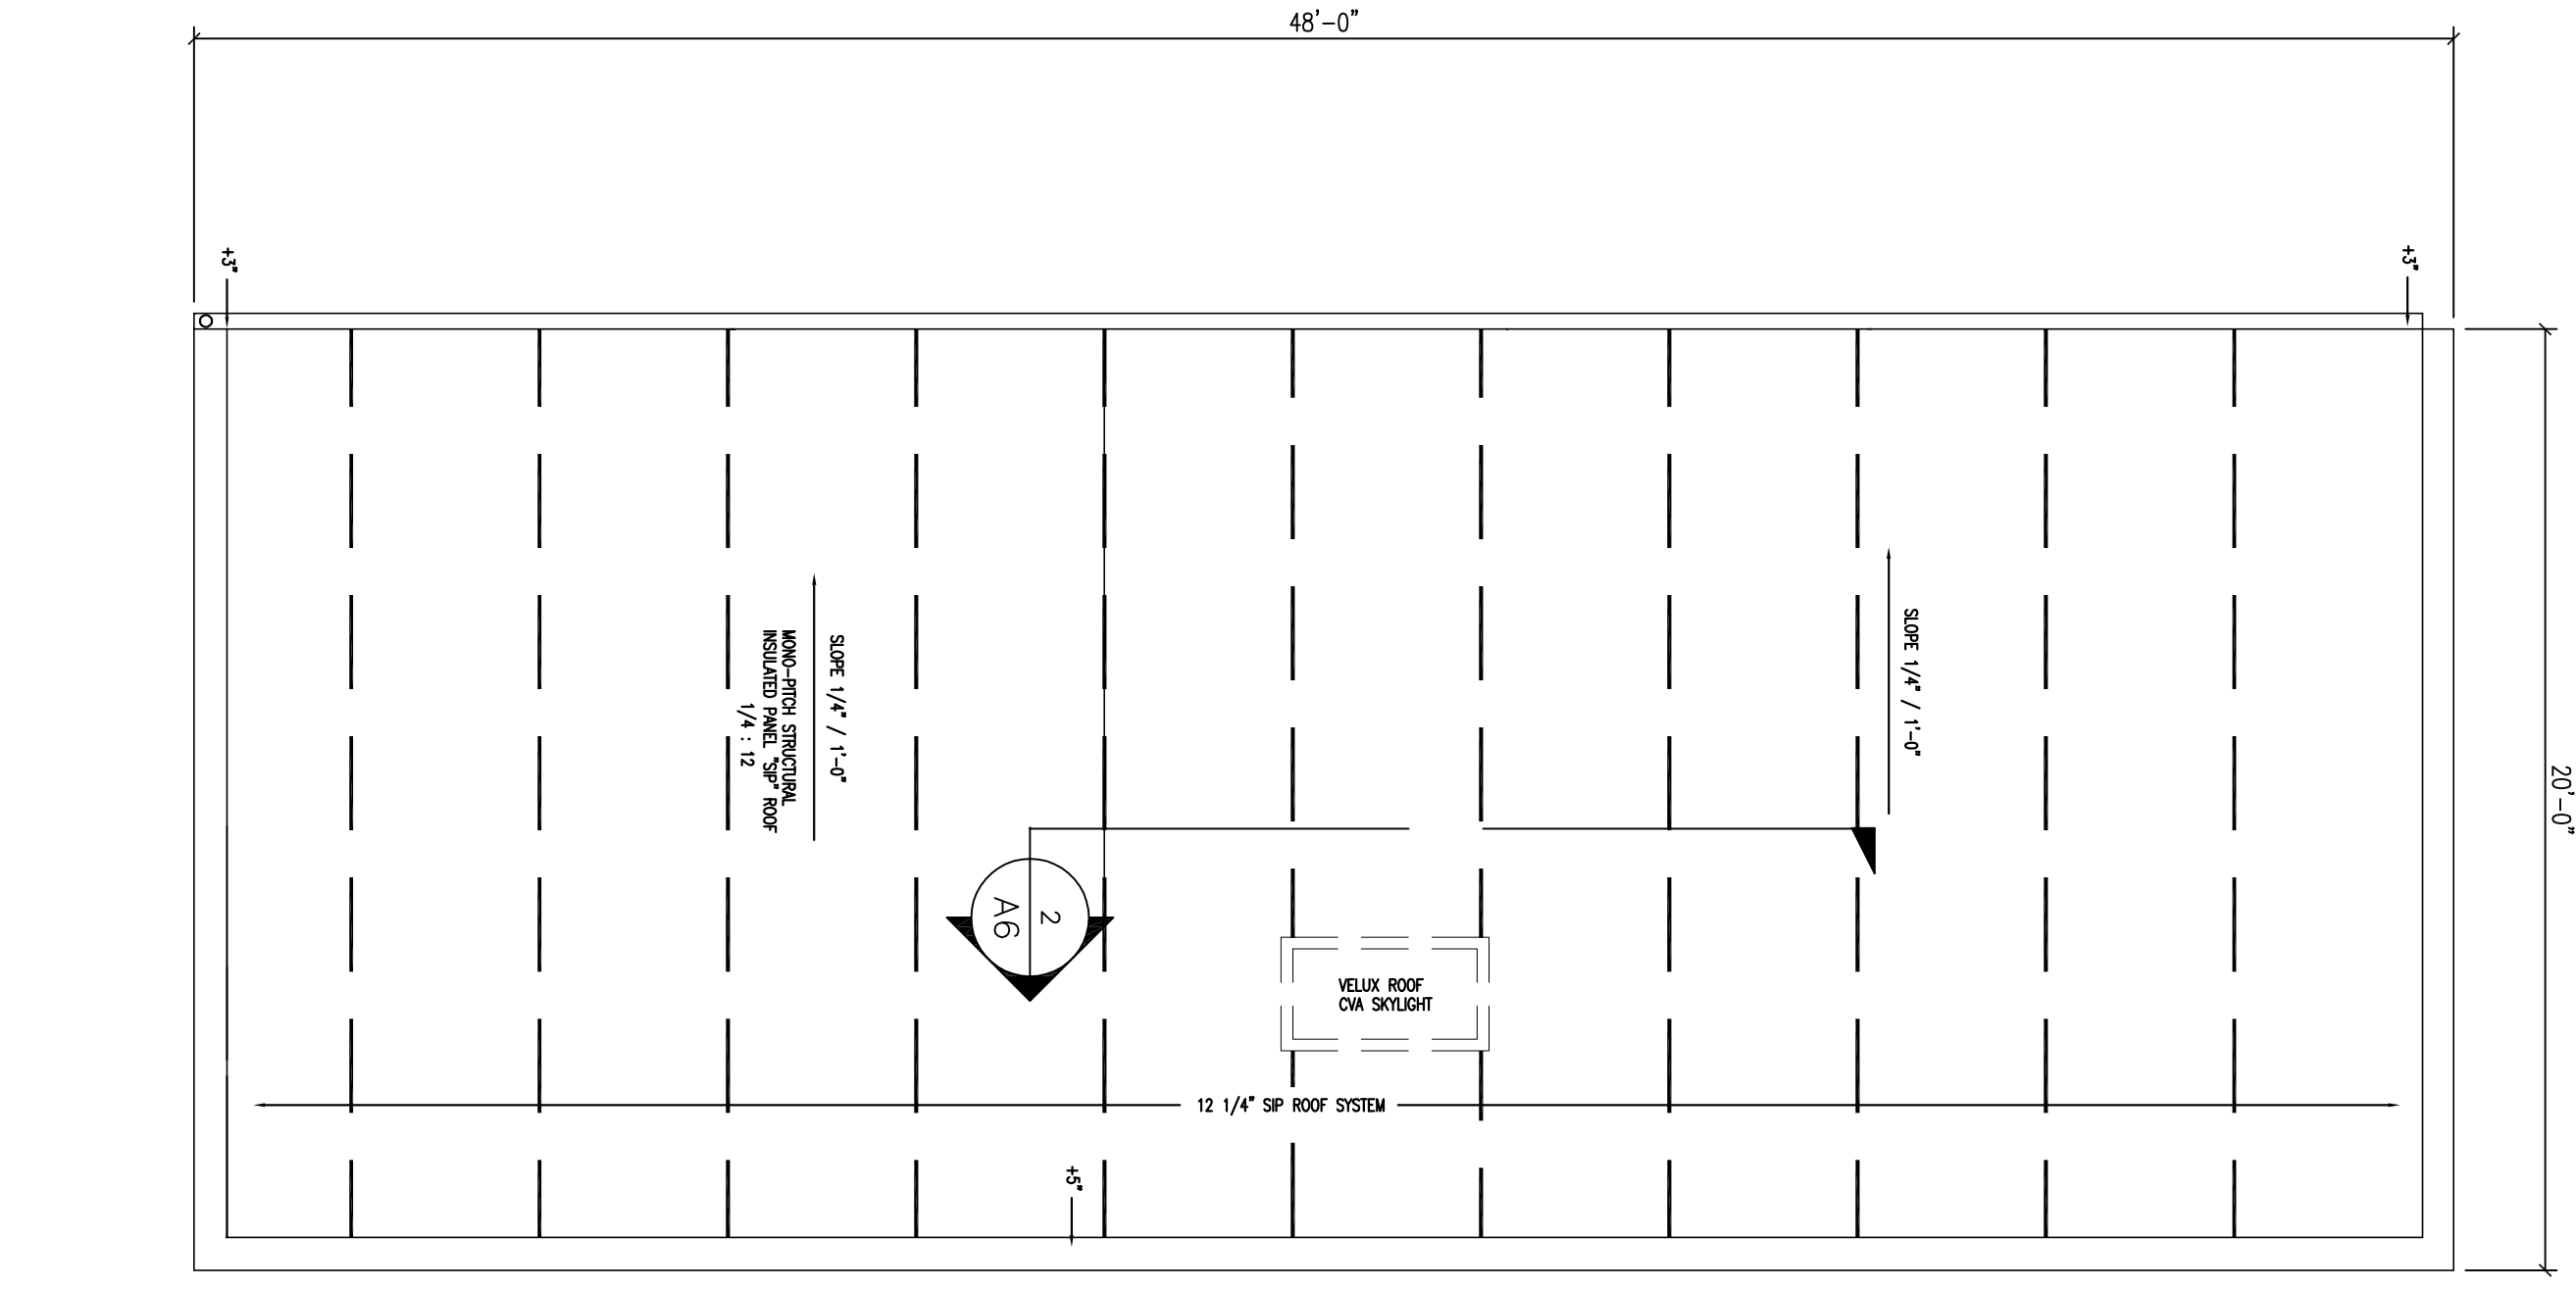 48'-0"
+3"
+3"
SLOPE 1/4" / 1'-0"
MONO-PITCH STRUCTURAL
INSULATED PANEL "SIP" ROOF
1/4 : 12
SLOPE 1/4" / 1'-0"
20'-0"
2
A6
VELUX ROOF
CVA SKYLIGHT
12 1/4" SIP ROOF SYSTEM
+5"